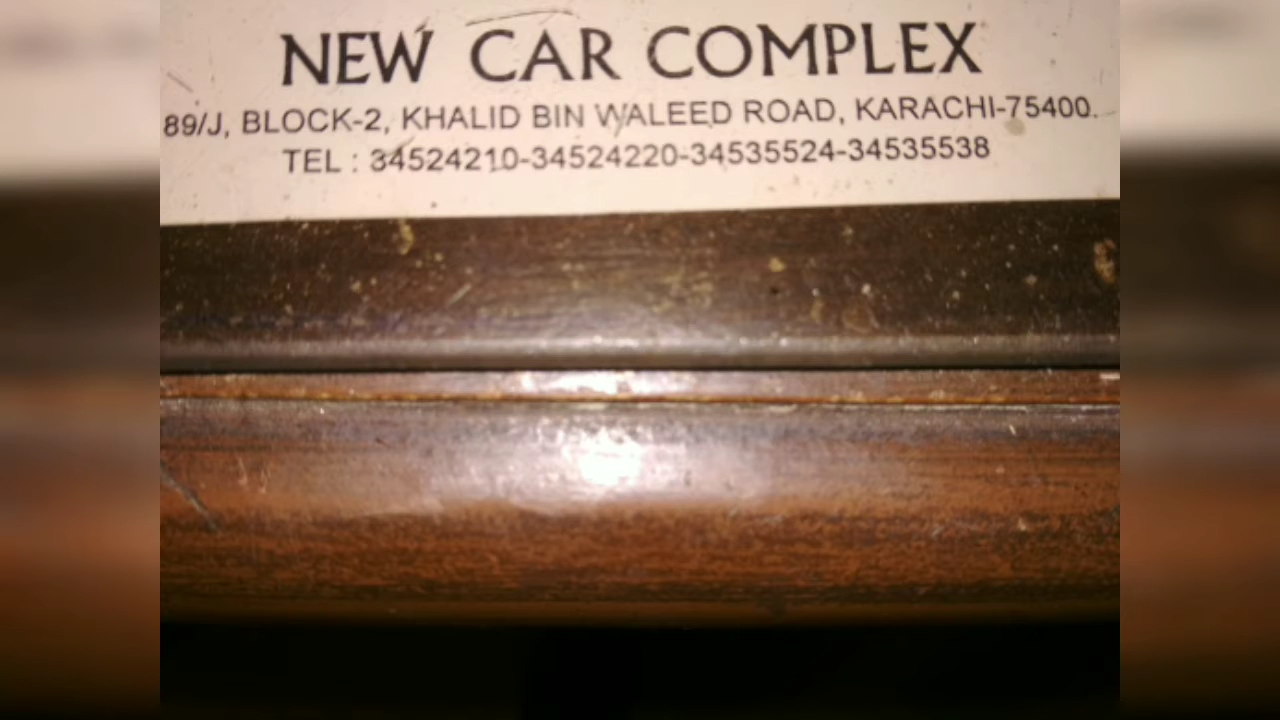 NEW CAR COMPLEX
89/J, BLOCK-2, KHALID BIN WALEED ROAD, KARACHI-75400.
TEL : 34524210-34524220-34535524-34535538